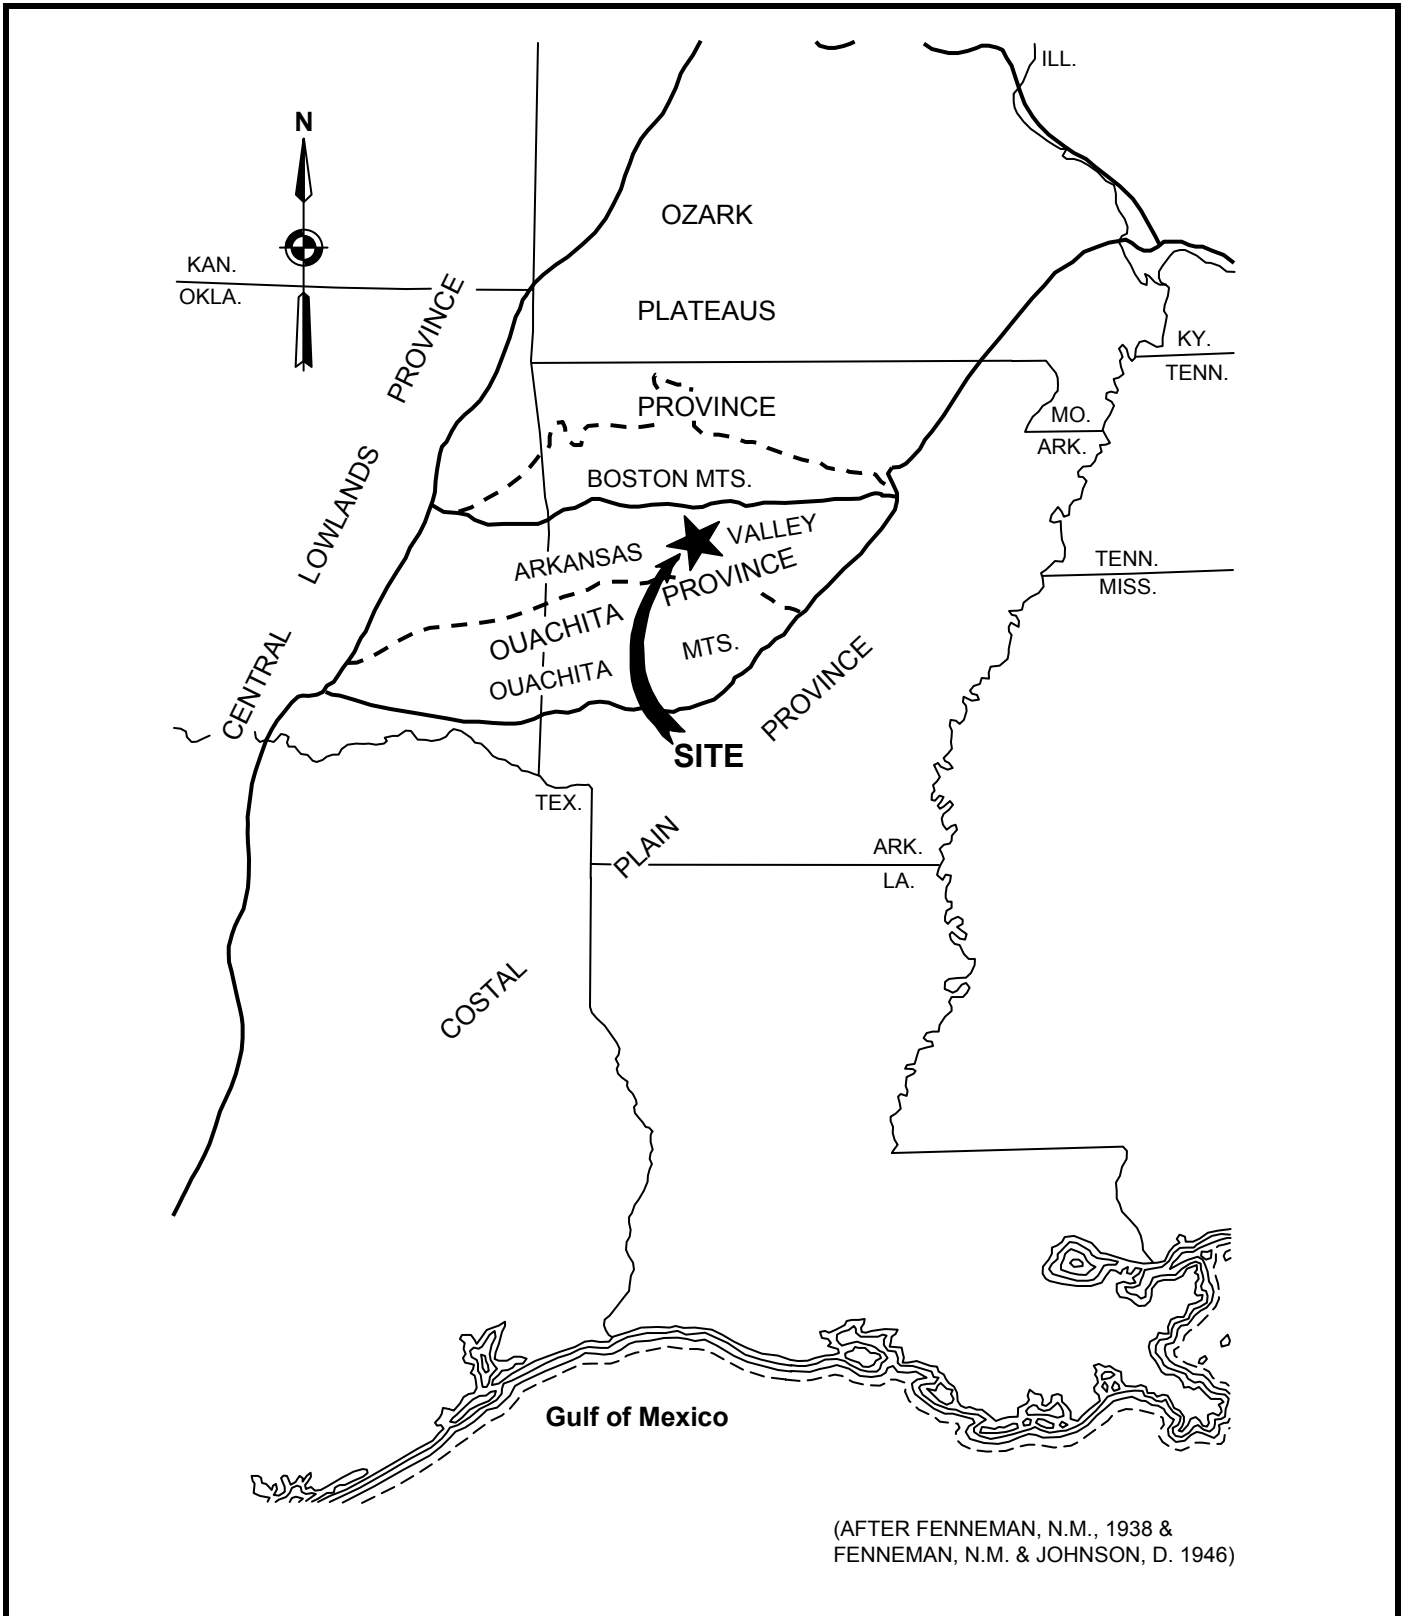 ILL.
N
OZARK
KAN.
OKLA.
PLATEAUS
KY.
TENN.
PROVINCE
MO.
ARK.
BOSTON MTS.
ARKANSAS VALLEY
PROVINCE
OUACHITA
OUACHITA MTS.
TENN.
MISS.
CENTRAL LOWLANDS PROVINCE
SITE
TEX.
ARK.
LA.
COSTAL PLAIN PROVINCE
Gulf of Mexico
(AFTER FENNEMAN, N.M., 1938 &
FENNEMAN, N.M. & JOHNSON, D. 1946)